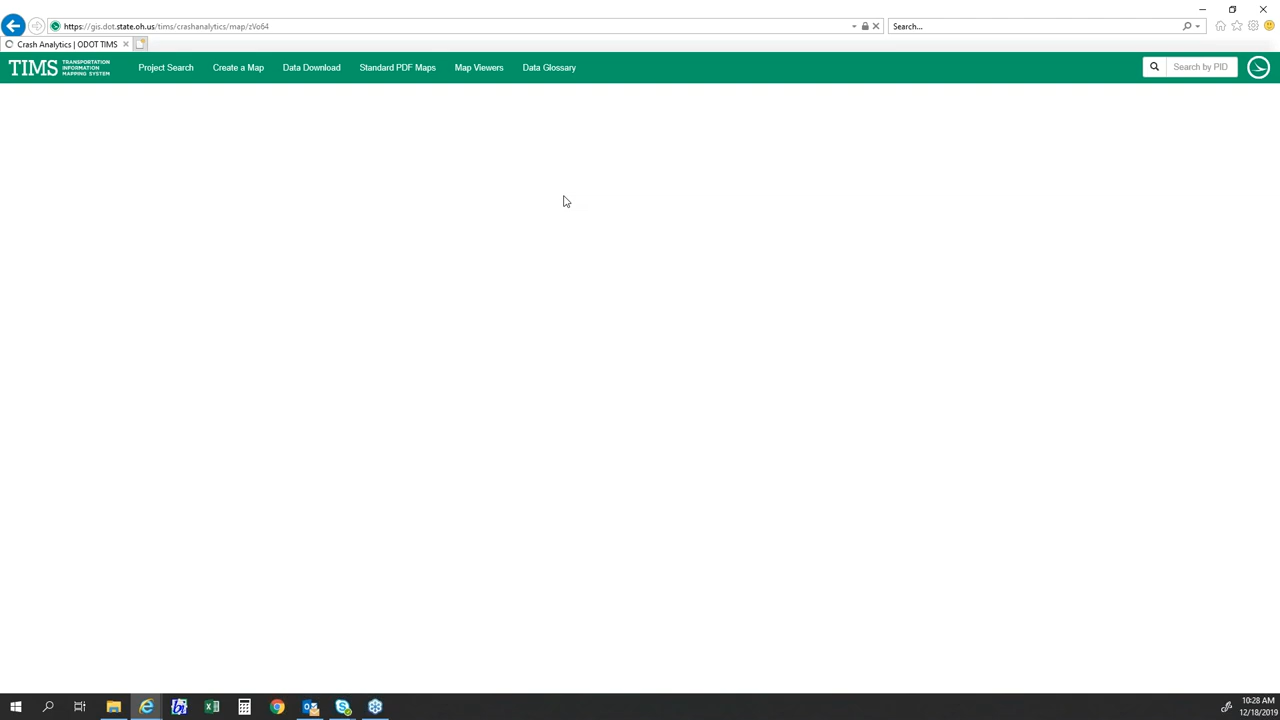 https://gis.dot.state.oh.us/tims/crashanalytics/map/zVo64
Search...
Crash Analytics | ODOT TIMS
TIMS TRANSPORTATION INFORMATION MAPPING SYSTEM
Project Search
Create a Map
Data Download
Standard PDF Maps
Map Viewers
Data Glossary
Search by PID
10:28 AM
12/18/2019